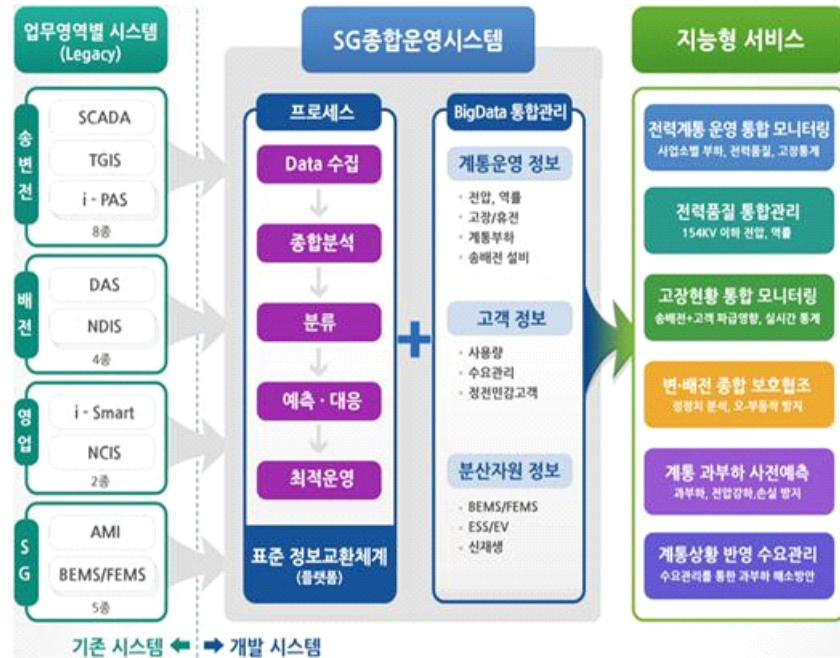 업무영역별 시스템
(Legacy)
송변전
SCADA
TGIS
i - PAS
8종
배전
DAS
NDIS
4종
영업
i - Smart
NCIS
2종
SG
AMI
BEMS/FEMS
5종
SG종합운영시스템
프로세스
Data 수집
종합분석
분류
예측 · 대응
최적운영
표준 정보교환체계
(플랫폼)
+
BigData 통합관리
계통운영 정보
• 전압, 역률
• 고장/휴전
• 계통부하
• 송배전 설비
고객 정보
• 사용량
• 수요관리
• 정전민감고객
분산자원 정보
• BEMS/FEMS
• ESS/EV
• 신재생
지능형 서비스
전력계통 운영 통합 모니터링
사업소별 부하, 전력품질, 고장통계
전력품질 통합관리
154KV 이하 전압, 역률
고장현황 통합 모니터링
송배전+고객 파급영향, 실시간 통계
변·배전 종합 보호협조
정정치 분석, 오·부동작 방지
계통 과부하 사전예측
과부하, 전압강하,손실 방지
계통상황 반영 수요관리
수요관리를 통한 과부하 해소방안
기존 시스템
개발 시스템